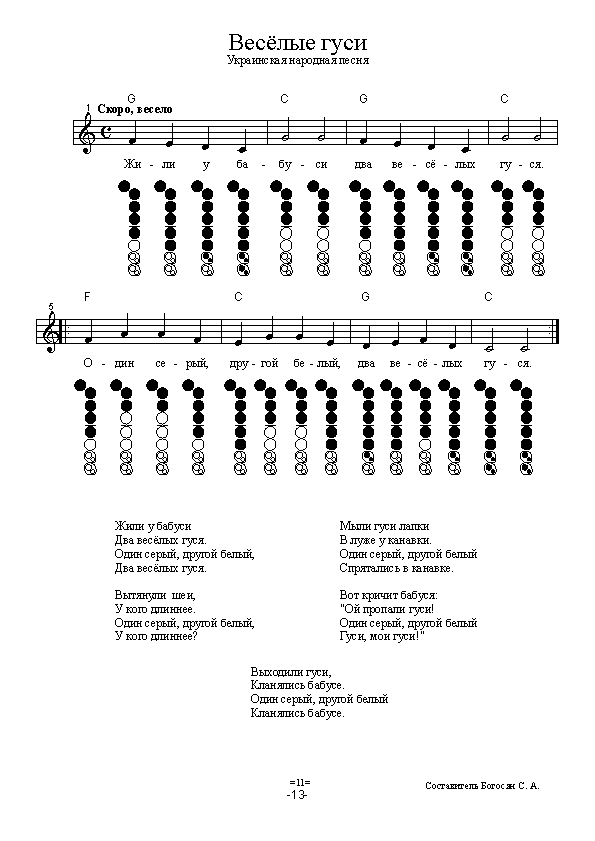 Весёлые гуси
Украинская народная песня
G C G C
1 Скоро, весело
Жи - ли у ба - бу - си два ве - сё - лых гу - ся.
F C G C
5
О - дин се - рый, дру - гой бе - лый, два ве - сё - лых гу - ся.
Жили у бабуси
Два весёлых гуся.
Один серый, другой белый,
Два весёлых гуся.
Вытянули шеи,
У кого длиннее.
Один серый, другой белый,
У кого длиннее?
Мыли гуси лапки
В луже у канавки.
Один серый, другой белый
Спрятались в канавке.
Вот кричит бабуся:
"Ой пропали гуси!
Один серый, другой белый
Гуси, мои гуси!"
Выходили гуси,
Кланялись бабусе.
Один серый, другой белый
Кланялись бабусе.
=11=
-13-
Составитель Богосян С. А.